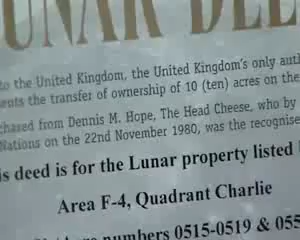 UNAR DEE
to the United Kingdom, the United Kingdom's only auth
ents the transfer of ownership of 10 (ten) acres on the
chased from Dennis M. Hope, The Head Cheese, who by
Nations on the 22nd November 1980, was the recognise
is deed is for the Lunar property listed
Area F-4, Quadrant Charlie
numbers 0515-0519 & 055